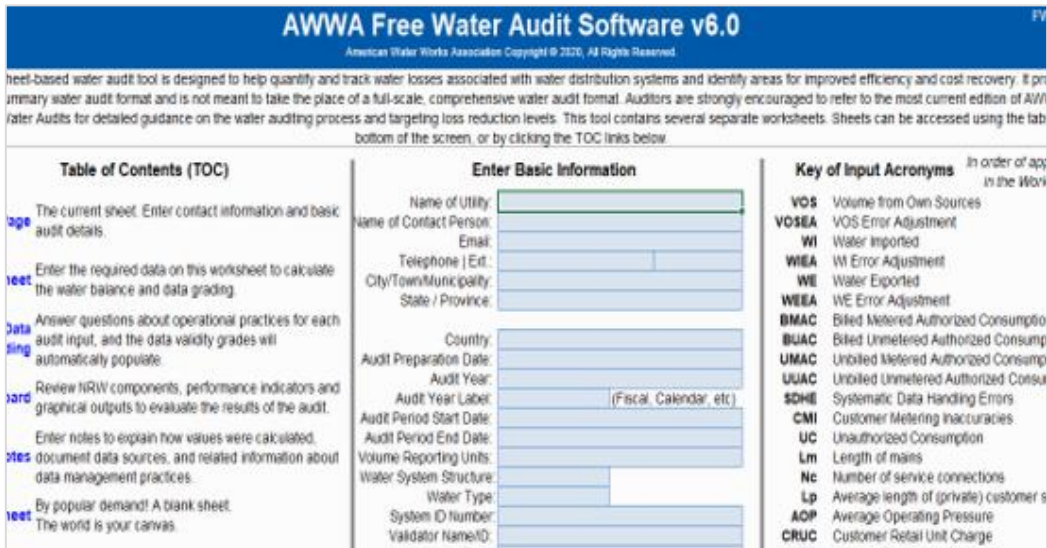 AWWA Free Water Audit Software v6.0
FW
American Water Works Association Copyright © 2020, All Rights Reserved.
heet-based water audit tool is designed to help quantify and track water losses associated with water distribution systems and identify areas for improved efficiency and cost recovery. It pro
ummary water audit format and is not meant to take the place of a full-scale, comprehensive water audit format. Auditors are strongly encouraged to refer to the most current edition of AWW
Water Audits for detailed guidance on the water auditing process and targeting loss reduction levels. This tool contains several separate worksheets. Sheets can be accessed using the tab
bottom of the screen, or by clicking the TOC links below.
Table of Contents (TOC)
age The current sheet. Enter contact information and basic
audit details.
heet Enter the required data on this worksheet to calculate
the water balance and data grading.
Data Answer questions about operational practices for each
ding audit input, and the data validity grades will
automatically populate.
ard Review NRW components, performance indicators and
graphical outputs to evaluate the results of the audit.
Enter notes to explain how values were calculated,
otes document data sources, and related information about
data management practices.
heet By popular demand! A blank sheet.
The world is your canvas.
Enter Basic Information
Name of Utility:
Name of Contact Person:
Email:
Telephone | Ext.:
City/Town/Municipality:
State / Province:
Country:
Audit Preparation Date:
Audit Year:
Audit Year Label: (Fiscal, Calendar, etc)
Audit Period Start Date:
Audit Period End Date:
Volume Reporting Units:
Water System Structure:
Water Type:
System ID Number:
Validator Name/ID:
Key of Input Acronyms
In order of app
in the Work
VOS Volume from Own Sources
VOSEA VOS Error Adjustment
WI Water Imported
WIEA WI Error Adjustment
WE Water Exported
WEEA WE Error Adjustment
BMAC Billed Metered Authorized Consumptio
BUAC Billed Unmetered Authorized Consump
UMAC Unbilled Metered Authorized Consump
UUAC Unbilled Unmetered Authorized Consu
SDHE Systematic Data Handling Errors
CMI Customer Metering Inaccuracies
UC Unauthorized Consumption
Lm Length of mains
Nc Number of service connections
Lp Average length of (private) customer s
AOP Average Operating Pressure
CRUC Customer Retail Unit Charge